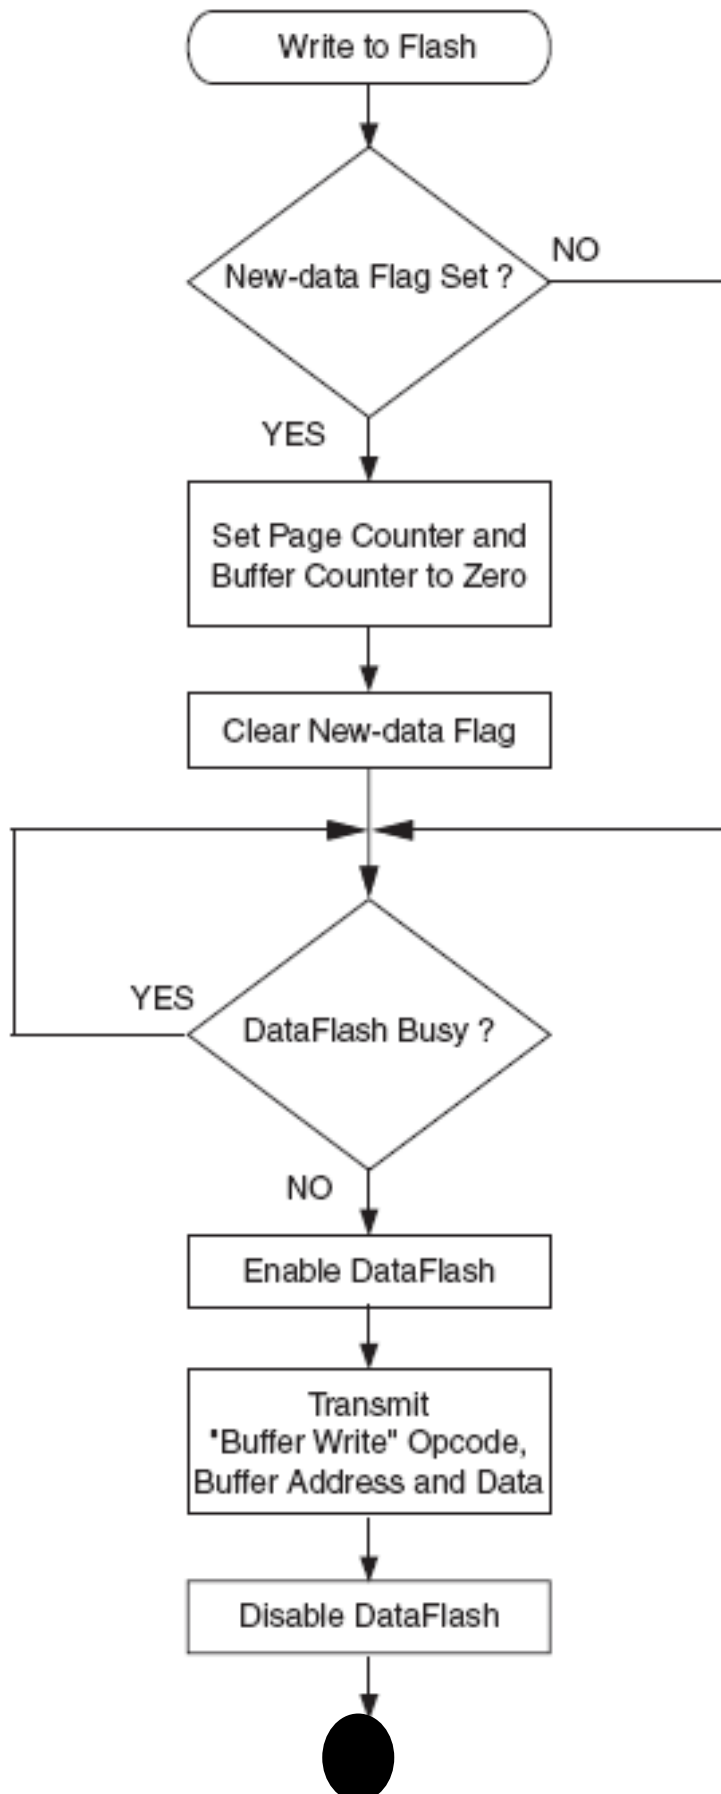 Write to Flash
New-data Flag Set ?
NO
YES
Set Page Counter and
Buffer Counter to Zero
Clear New-data Flag
YES
DataFlash Busy ?
NO
Enable DataFlash
Transmit
"Buffer Write" Opcode,
Buffer Address and Data
Disable DataFlash